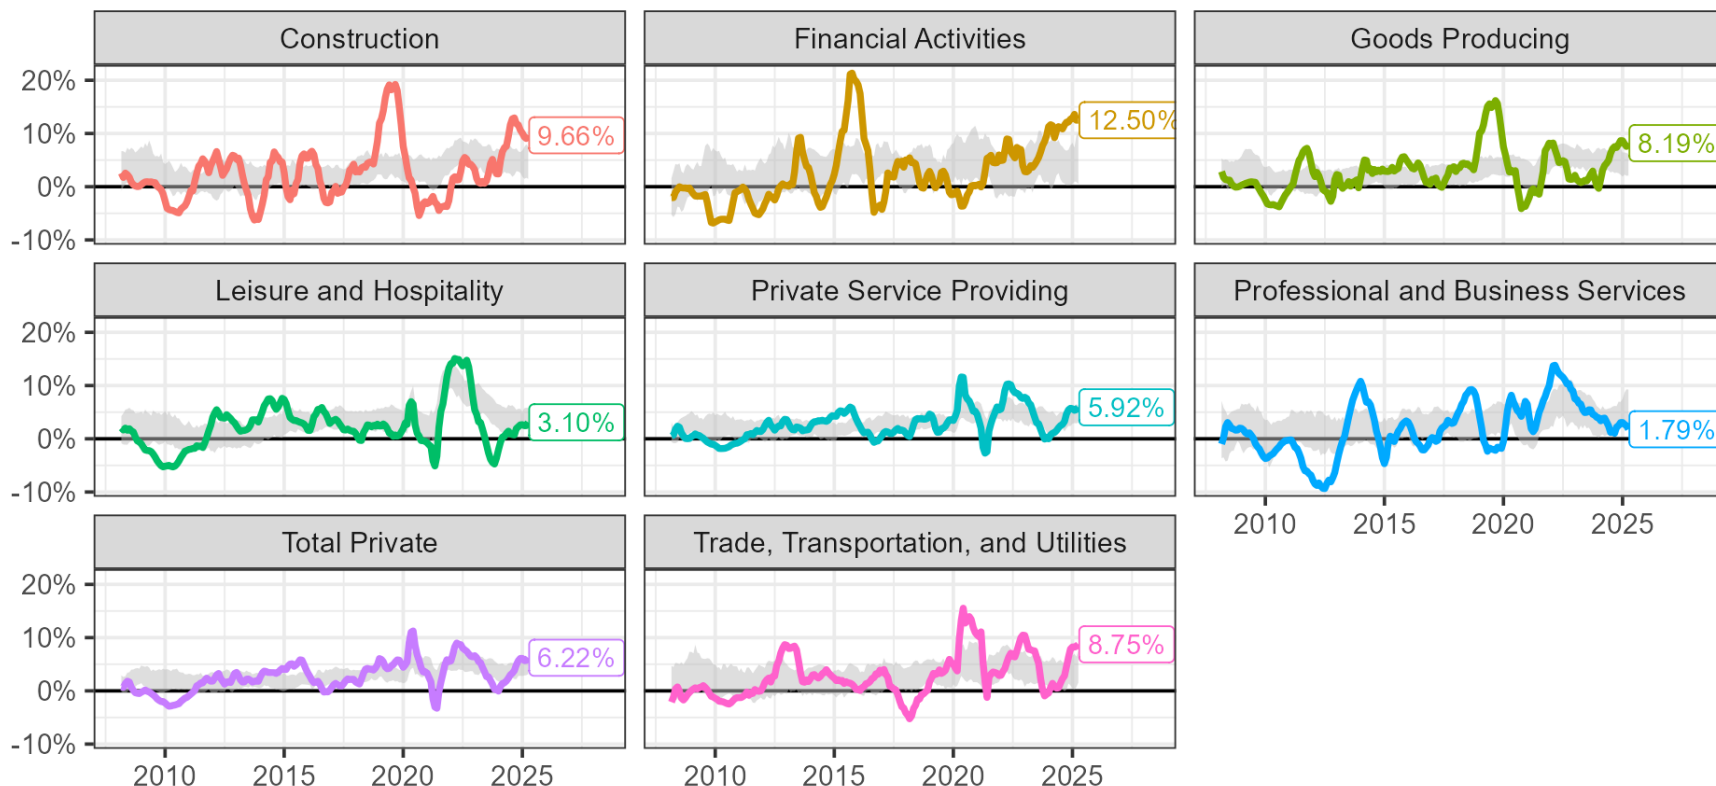 Construction
Financial Activities
Goods Producing
20%
10%
0%
-10%
9.66%
12.50%
8.19%
Leisure and Hospitality
Private Service Providing
Professional and Business Services
20%
10%
0%
-10%
3.10%
5.92%
1.79%
2010 2015 2020 2025
Total Private
Trade, Transportation, and Utilities
20%
10%
0%
-10%
6.22%
8.75%
2010 2015 2020 2025
2010 2015 2020 2025